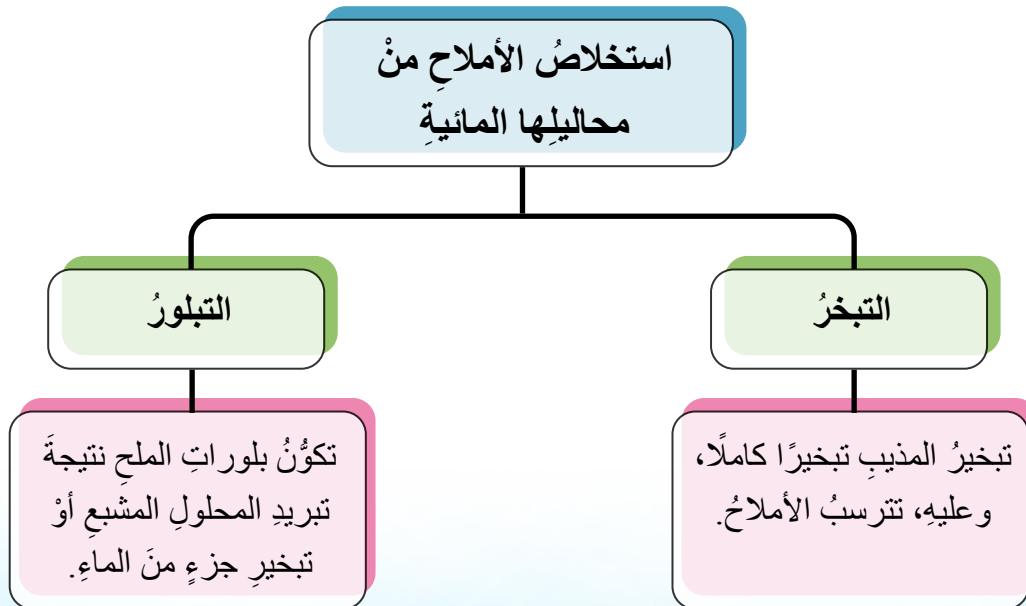 استخلاصُ الأملاحِ منْ
محاليلِها المائيةِ
التبخرُ
تبخيرُ المذيبِ تبخيرًا كاملًا،
وعليهِ، تترسبُ الأملاحُ.
التبلورُ
تكوُّنُ بلوراتِ الملحِ نتيجةَ
تبريدِ المحلولِ المشبعِ أوْ
تبخيرِ جزءٍ منَ الماءِ.